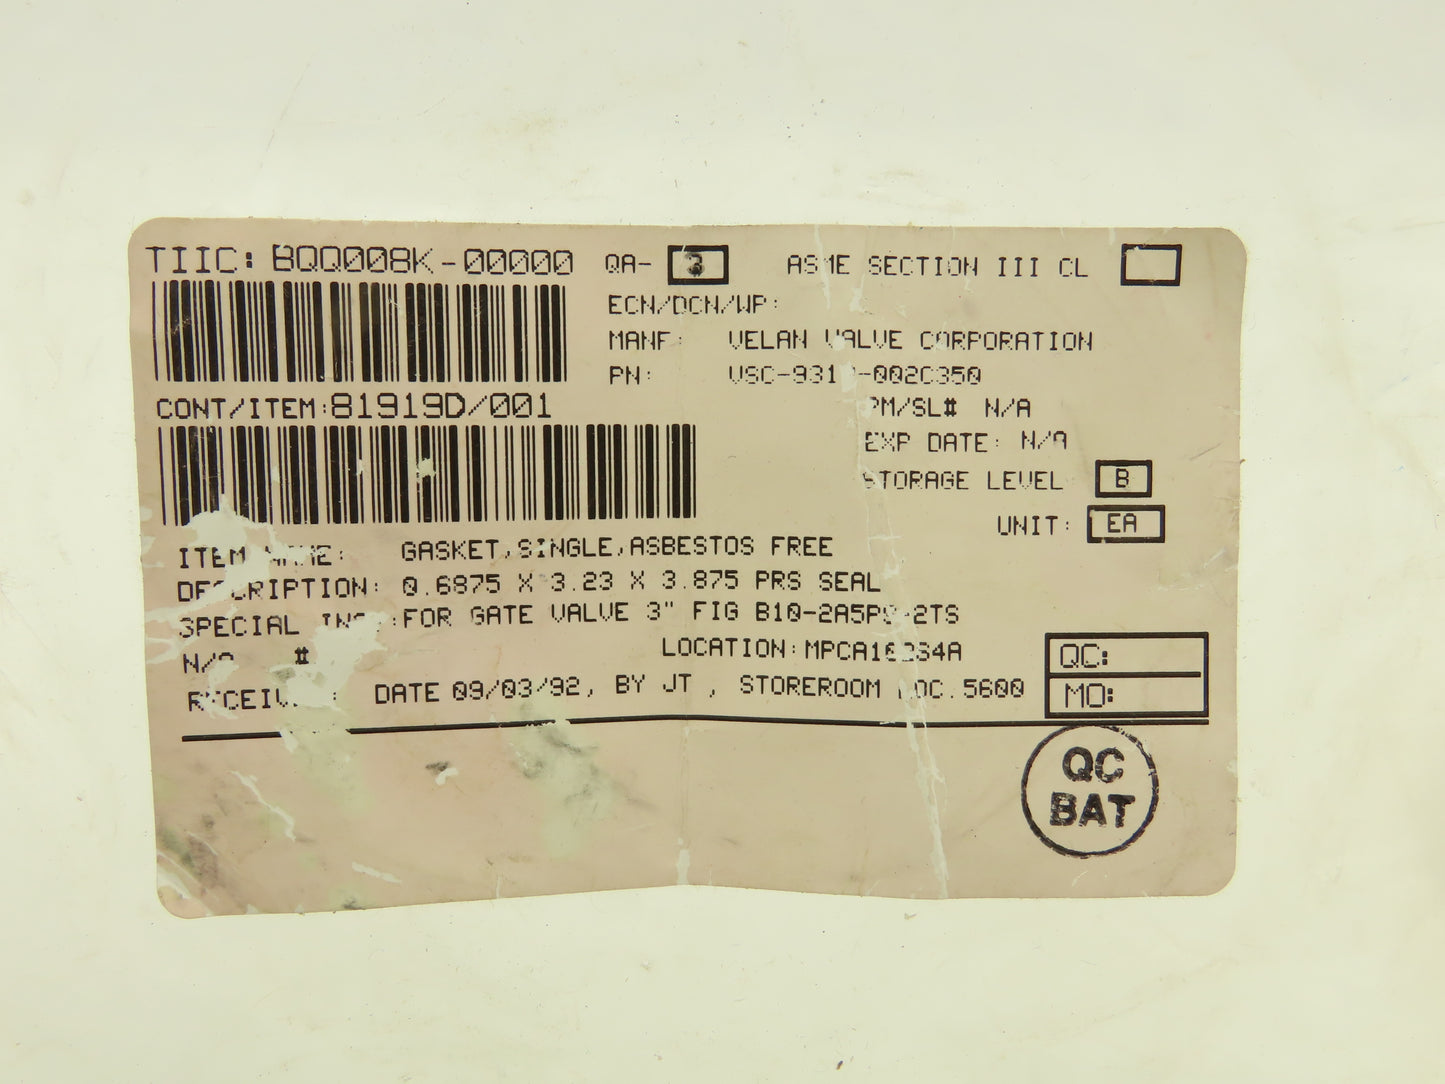 TIIC: BQQ008K-00000 QA- 3 ASME SECTION III CL
ECN/DCN/WP:
MANF: VELAN VALVE CORPORATION
PN:
CONT/ITEM:81919D/001
PM/SL# N/A
EXP DATE: N/A
STORAGE LEVEL B
UNIT: EA
ITEM NAME: GASKET,SINGLE,ASBESTOS FREE
DESCRIPTION: 0.6875 X 3.23 X 3.875 PRS SEAL
SPECIAL FOR GATE VALVE 3" FIG
N/A # LOCATION: QC:
DATE 09/03/92, BY JT , STOREROOM LOC.5600 MO:
QC
BAT